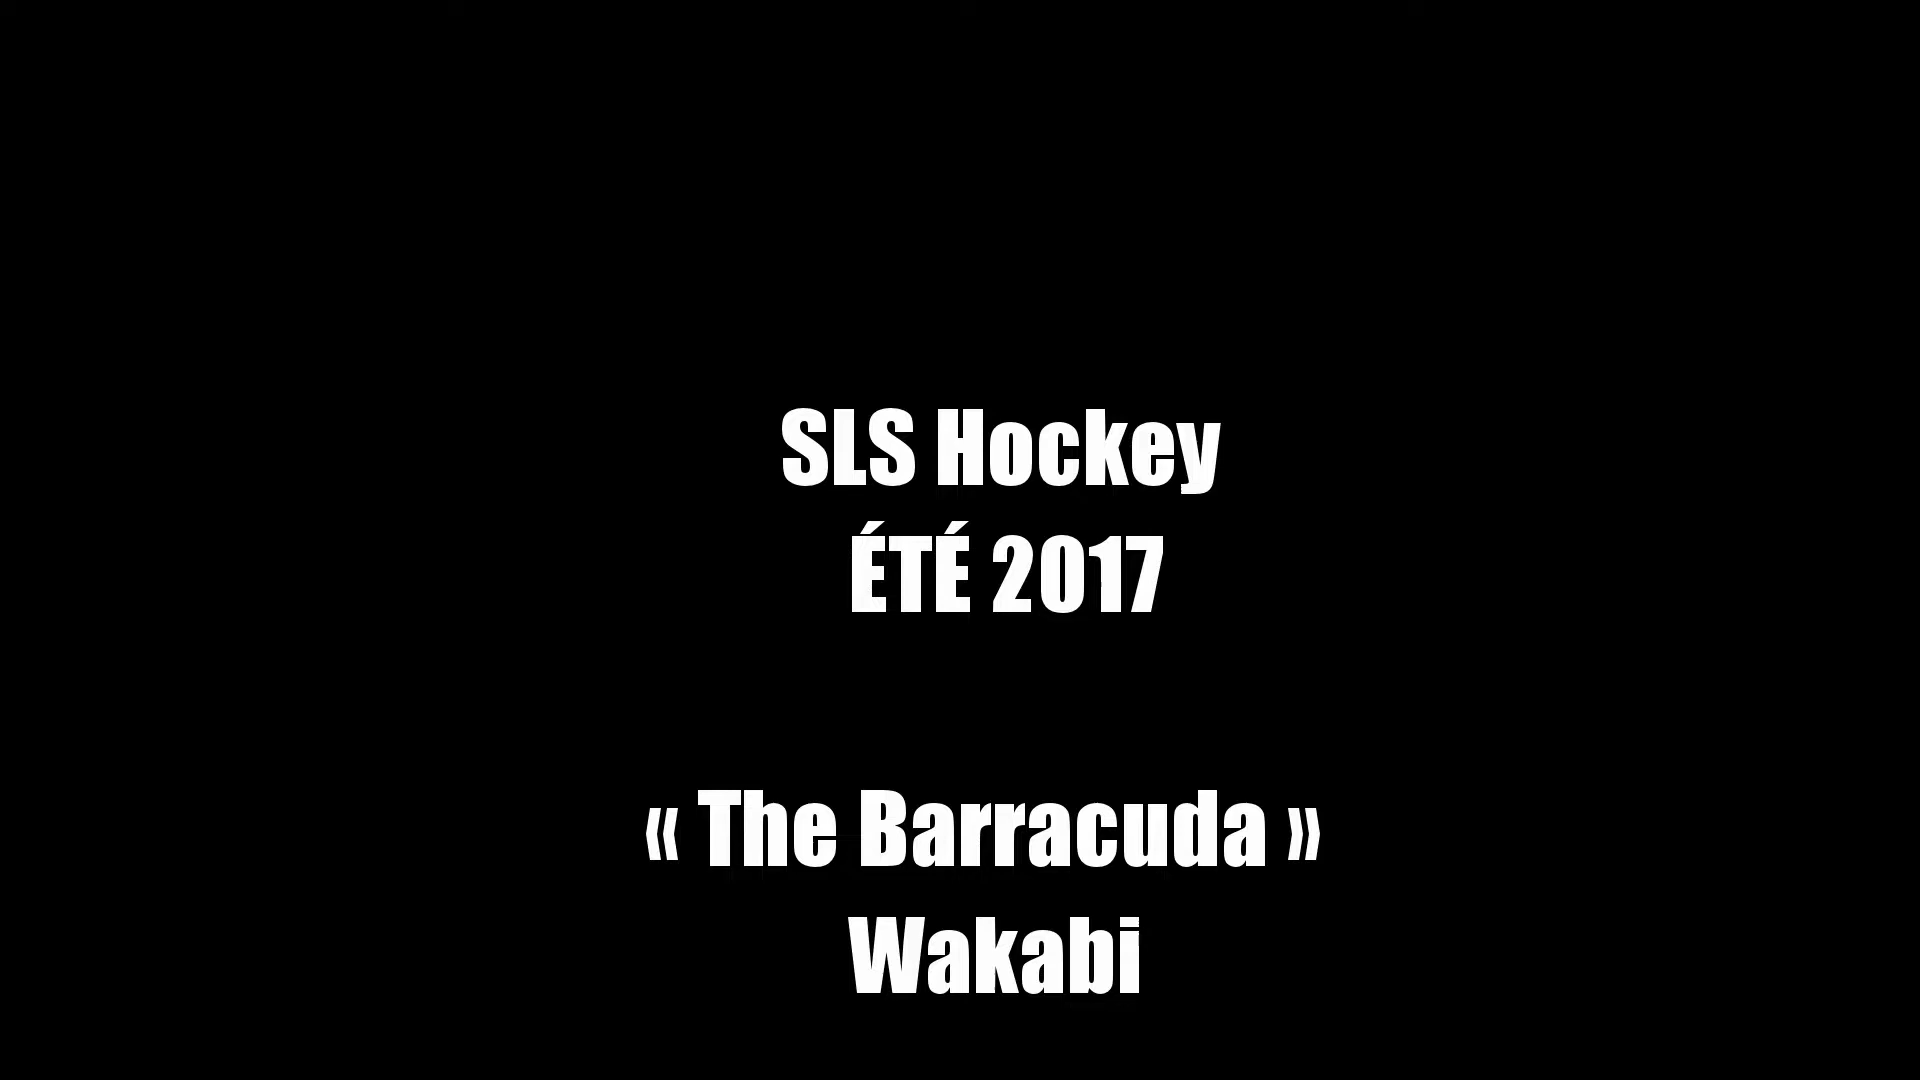 SLS Hockey
ÉTÉ 2017
« The Barracuda »
Wakabi